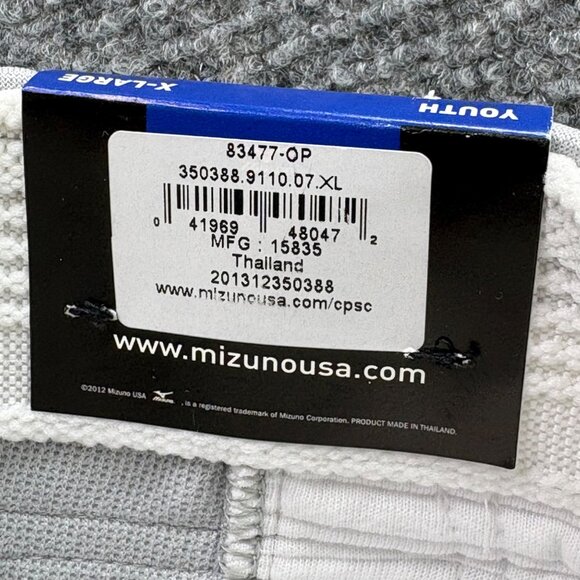 X-LARGE
YOUTH
83477-OP
350388.9110.07.XL
0 41969 48047 2
MFG : 15835
Thailand
201312350388
www.mizunousa.com/cpsc
www.mizunousa.com
©2012 Mizuno USA MIZUNO , is a registered trademark of Mizuno Corporation. PRODUCT MADE IN THAILAND.